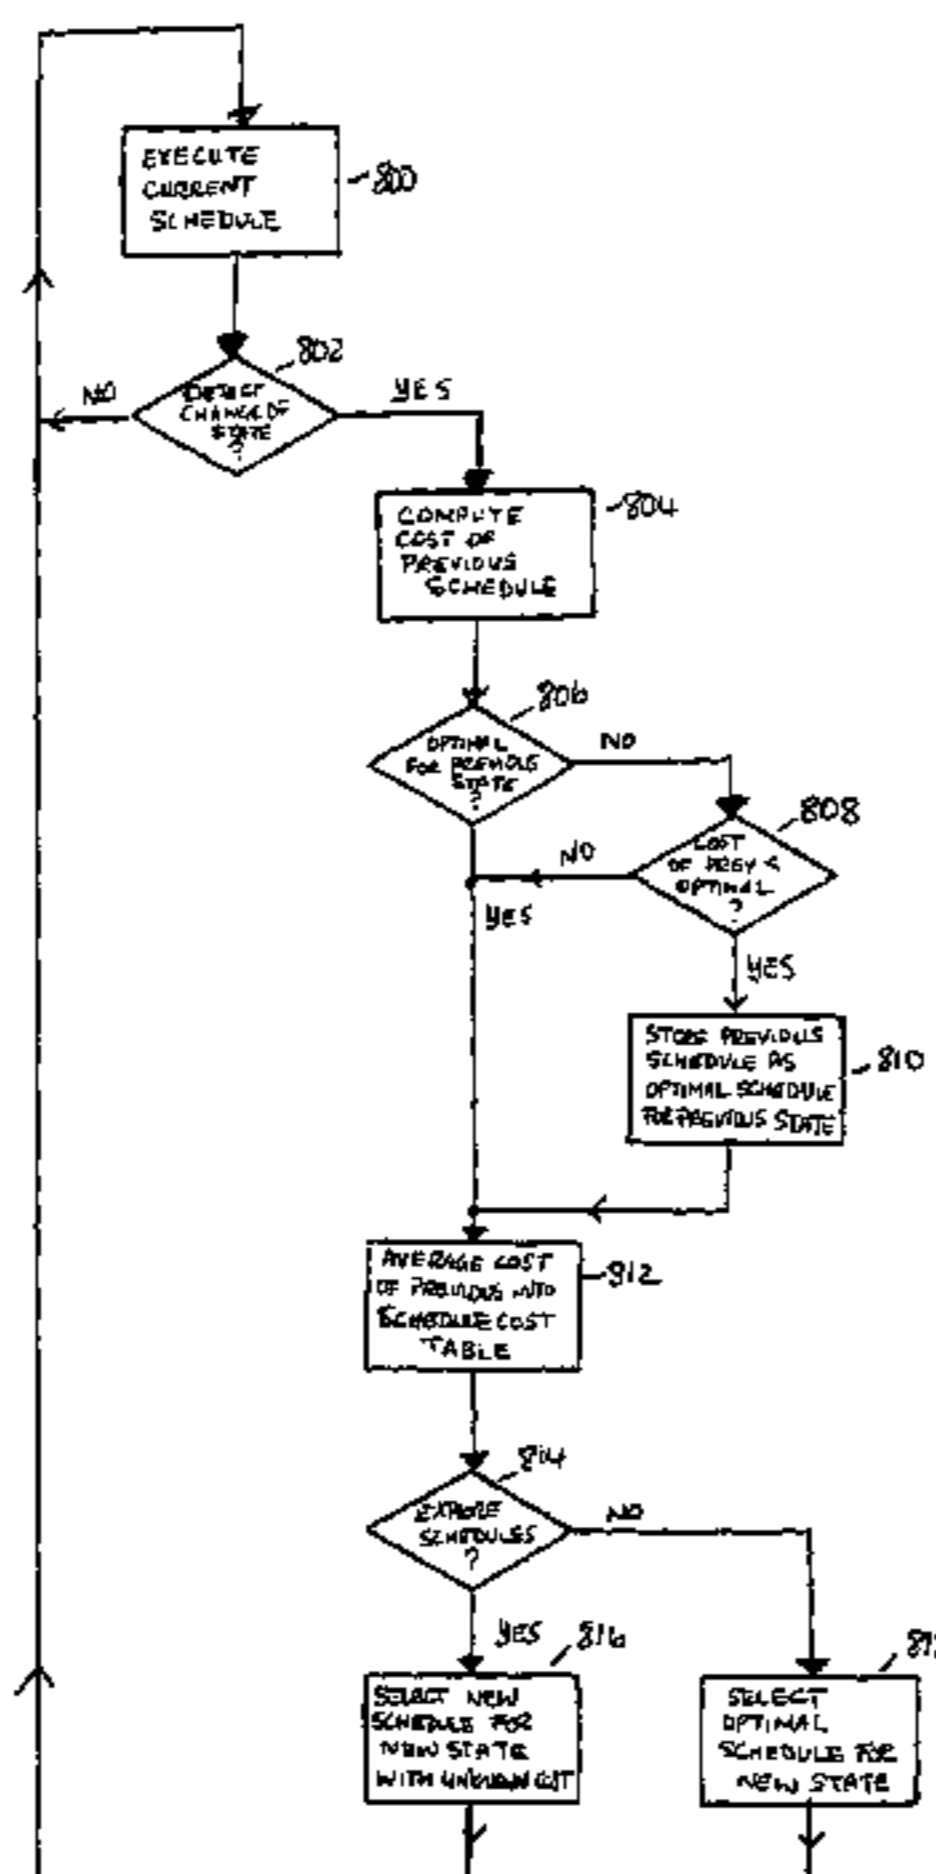 EXECUTE
CURRENT
SCHEDULE
800
802
NO
DETECT
CHANGE OF
STATE
?
YES
COMPUTE
COST OF
PREVIOUS
SCHEDULE
804
806
OPTIMAL
FOR PREVIOUS
STATE
?
NO
808
COST
OF PREV <
OPTIMAL
?
NO
YES
YES
STORE PREVIOUS
SCHEDULE AS
OPTIMAL SCHEDULE
FOR PREVIOUS STATE
810
AVERAGE COST
OF PREVIOUS INTO
SCHEDULE COST
TABLE
812
814
EXPLORE
SCHEDULES
?
NO
YES
816
SELECT NEW
SCHEDULE FOR
NEW STATE
WITH UNKNOWN COST
SELECT
OPTIMAL
SCHEDULE FOR
NEW STATE